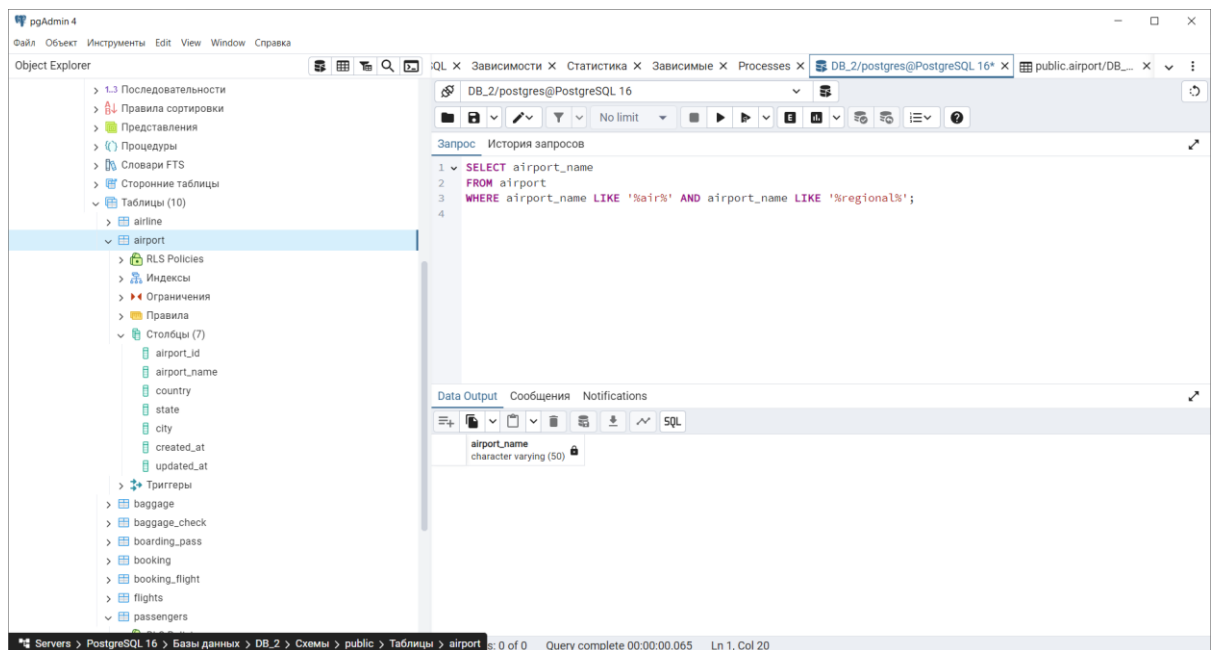 pgAdmin 4
Файл Объект Инструменты Edit View Window Справка
Object Explorer
SQL Зависимости Статистика Зависимые Processes DB_2/postgres@PostgreSQL 16* public.airport/DB_...
1..3 Последовательности
Правила сортировки
Представления
Процедуры
Словари FTS
Сторонние таблицы
Таблицы (10)
airline
airport
RLS Policies
Индексы
Ограничения
Правила
Столбцы (7)
airport_id
airport_name
country
state
city
created_at
updated_at
Триггеры
baggage
baggage_check
boarding_pass
booking
booking_flight
flights
passengers
Servers > PostgreSQL 16 > Базы данных > DB_2 > Схемы > public > Таблицы > airport
DB_2/postgres@PostgreSQL 16
No limit
Запрос История запросов
1 SELECT airport_name
2 FROM airport
3 WHERE airport_name LIKE '%air%' AND airport_name LIKE '%regional%';
4
Data Output Сообщения Notifications
SQL
airport_name
character varying (50)
s: 0 of 0 Query complete 00:00:00.065 Ln 1, Col 20